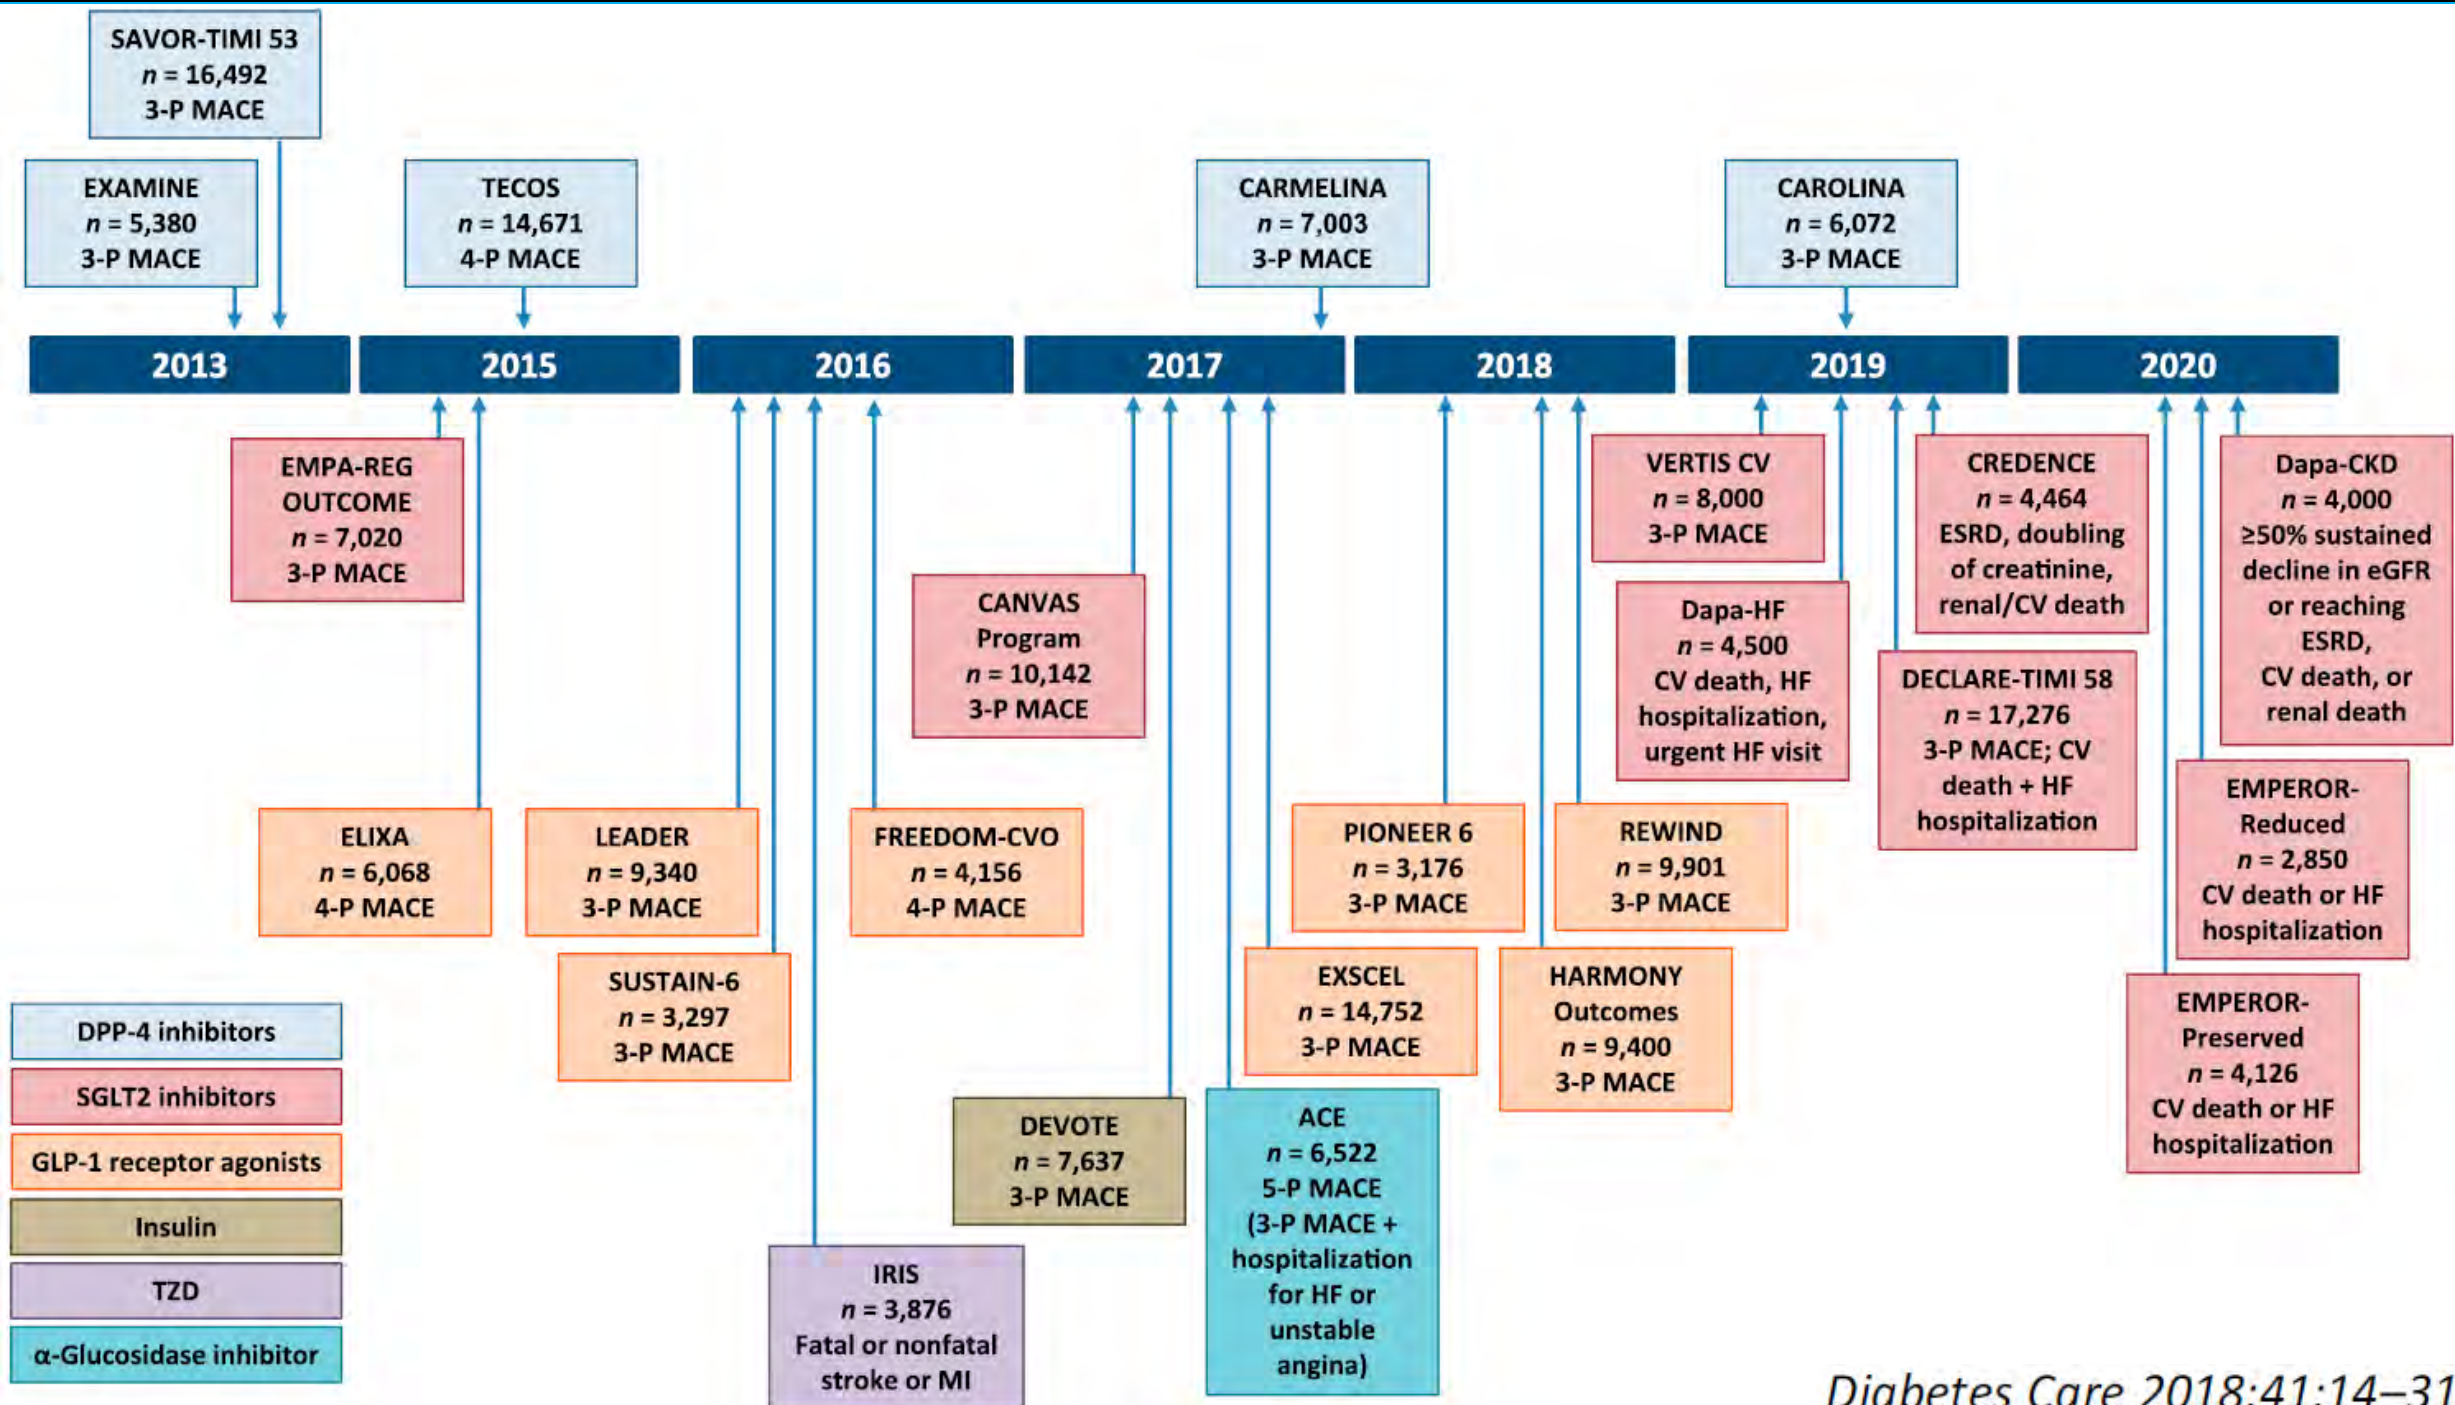 SAVOR-TIMI 53
n = 16,492
3-P MACE
EXAMINE
n = 5,380
3-P MACE
TECOS
n = 14,671
4-P MACE
CARMELINA
n = 7,003
3-P MACE
CAROLINA
n = 6,072
3-P MACE
2013
2015
2016
2017
2018
2019
2020
EMPA-REG
OUTCOME
n = 7,020
3-P MACE
ELIXA
n = 6,068
4-P MACE
LEADER
n = 9,340
3-P MACE
SUSTAIN-6
n = 3,297
3-P MACE
IRIS
n = 3,876
Fatal or nonfatal
stroke or MI
FREEDOM-CVO
n = 4,156
4-P MACE
CANVAS
Program
n = 10,142
3-P MACE
DEVOTE
n = 7,637
3-P MACE
ACE
n = 6,522
5-P MACE
(3-P MACE +
hospitalization
for HF or
unstable
angina)
EXSCEL
n = 14,752
3-P MACE
PIONEER 6
n = 3,176
3-P MACE
HARMONY
Outcomes
n = 9,400
3-P MACE
REWIND
n = 9,901
3-P MACE
VERTIS CV
n = 8,000
3-P MACE
Dapa-HF
n = 4,500
CV death, HF
hospitalization,
urgent HF visit
DECLARE-TIMI 58
n = 17,276
3-P MACE; CV
death + HF
hospitalization
CREDENCE
n = 4,464
ESRD, doubling
of creatinine,
renal/CV death
EMPEROR-
Preserved
n = 4,126
CV death or HF
hospitalization
EMPEROR-
Reduced
n = 2,850
CV death or HF
hospitalization
Dapa-CKD
n = 4,000
≥50% sustained
decline in eGFR
or reaching
ESRD,
CV death, or
renal death
DPP-4 inhibitors
SGLT2 inhibitors
GLP-1 receptor agonists
Insulin
TZD
α-Glucosidase inhibitor
Diabetes Care 2018;41:14–31